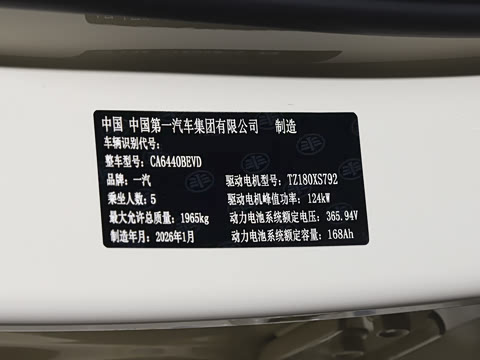 中国 中国第一汽车集团有限公司 制造
车辆识别代号：
整车型号：CA6440BEVD
品牌：一汽 驱动电机型号：TZ180XS792
乘坐人数：5 驱动电机峰值功率：124kW
最大允许总质量：1965kg 动力电池系统额定电压：365.94V
制造年月：2026年1月 动力电池系统额定容量：168Ah